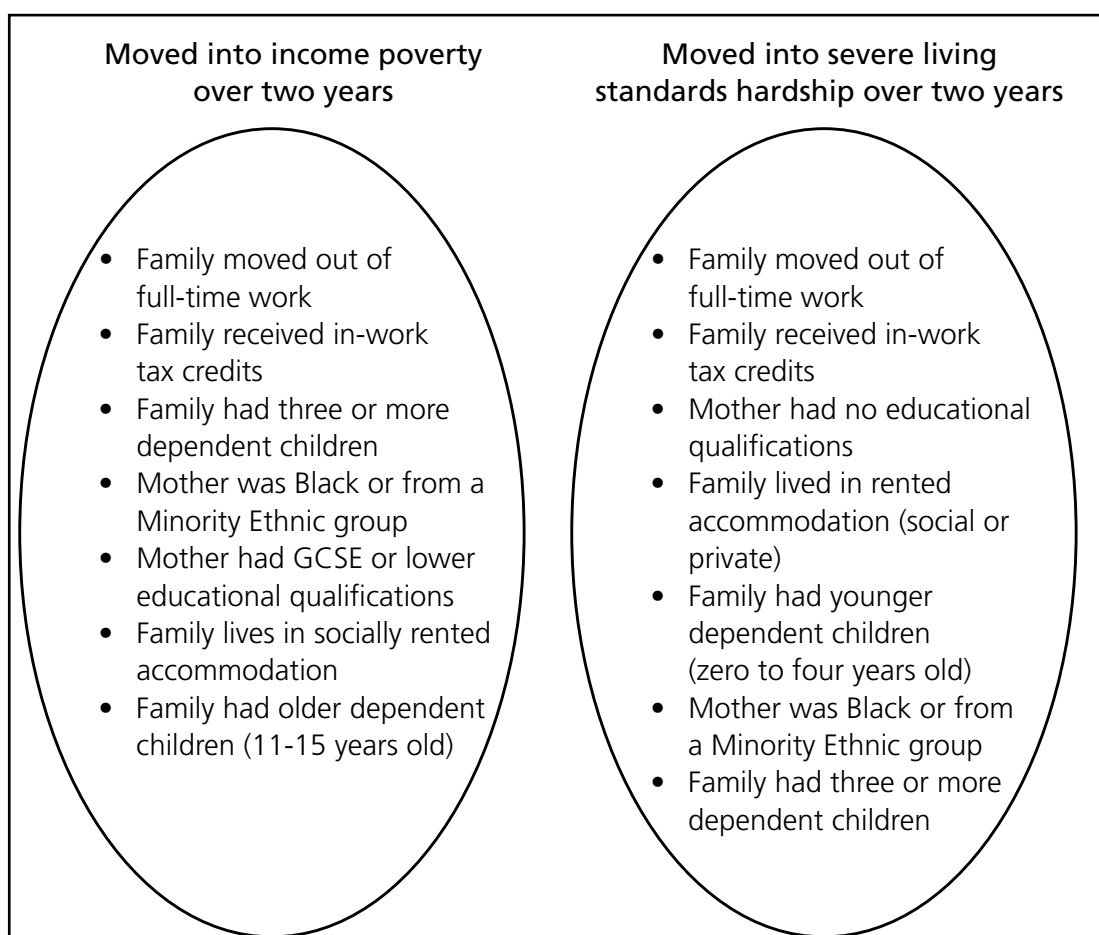 Moved into income poverty
over two years
• Family moved out of
full-time work
• Family received in-work
tax credits
• Family had three or more
dependent children
• Mother was Black or from a
Minority Ethnic group
• Mother had GCSE or lower
educational qualifications
• Family lives in socially rented
accommodation
• Family had older dependent
children (11-15 years old)
Moved into severe living
standards hardship over two years
• Family moved out of
full-time work
• Family received in-work
tax credits
• Mother had no educational
qualifications
• Family lived in rented
accommodation (social or
private)
• Family had younger
dependent children
(zero to four years old)
• Mother was Black or from
a Minority Ethnic group
• Family had three or more
dependent children